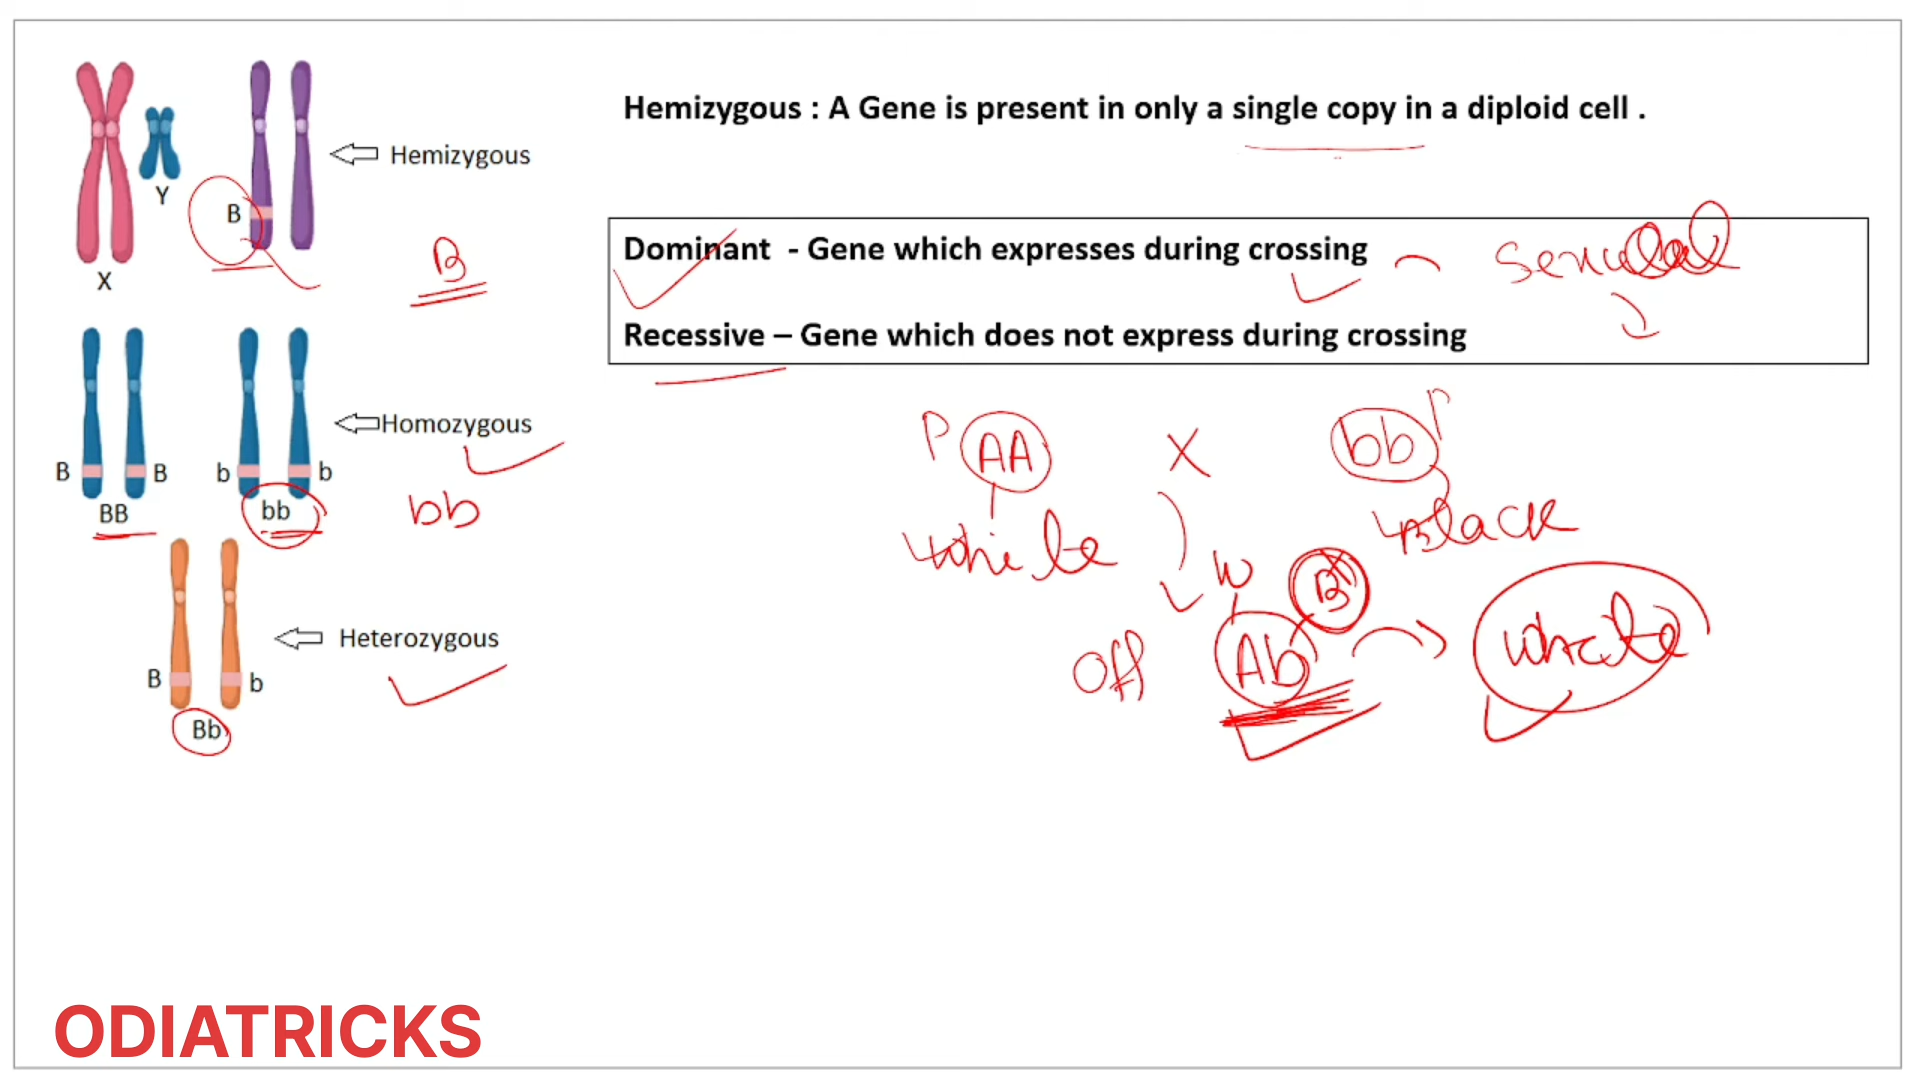 Hemizygous : A Gene is present in only a single copy in a diploid cell .
Hemizygous
Y
B
X
B
Dominant - Gene which expresses during crossing
Recessive – Gene which does not express during crossing
Homozygous
B B b b
BB bb
bb
P AA X bb P
white Black
W B
Off Ab white
Heterozygous
B b
Bb
ODIATRICKS